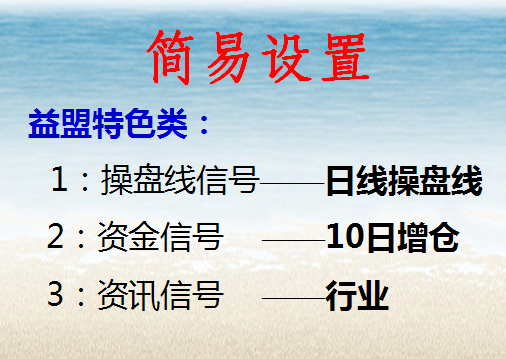 简易设置
益盟特色类：
1：操盘线信号——日线操盘线
2：资金信号 ——10日增仓
3：资讯信号 ——行业